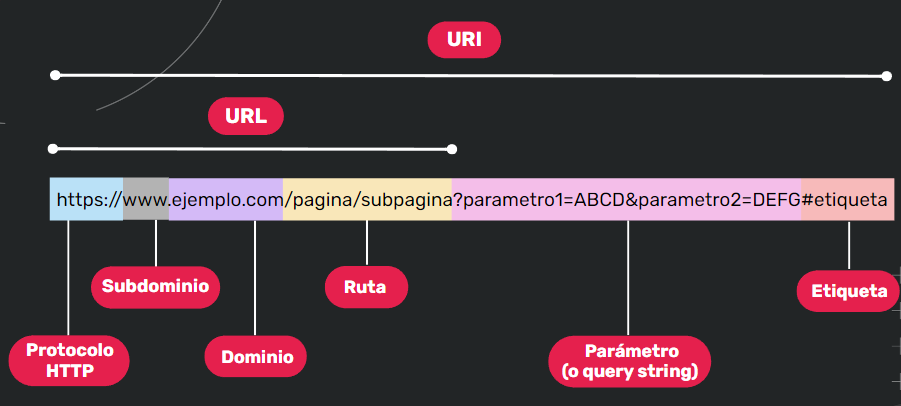 URI
URL
https://www.ejemplo.com/pagina/subpagina?parametro1=ABCD&parametro2=DEFG#etiqueta
Subdominio
Ruta
Etiqueta
Protocolo
HTTP
Dominio
Parámetro
(o query string)